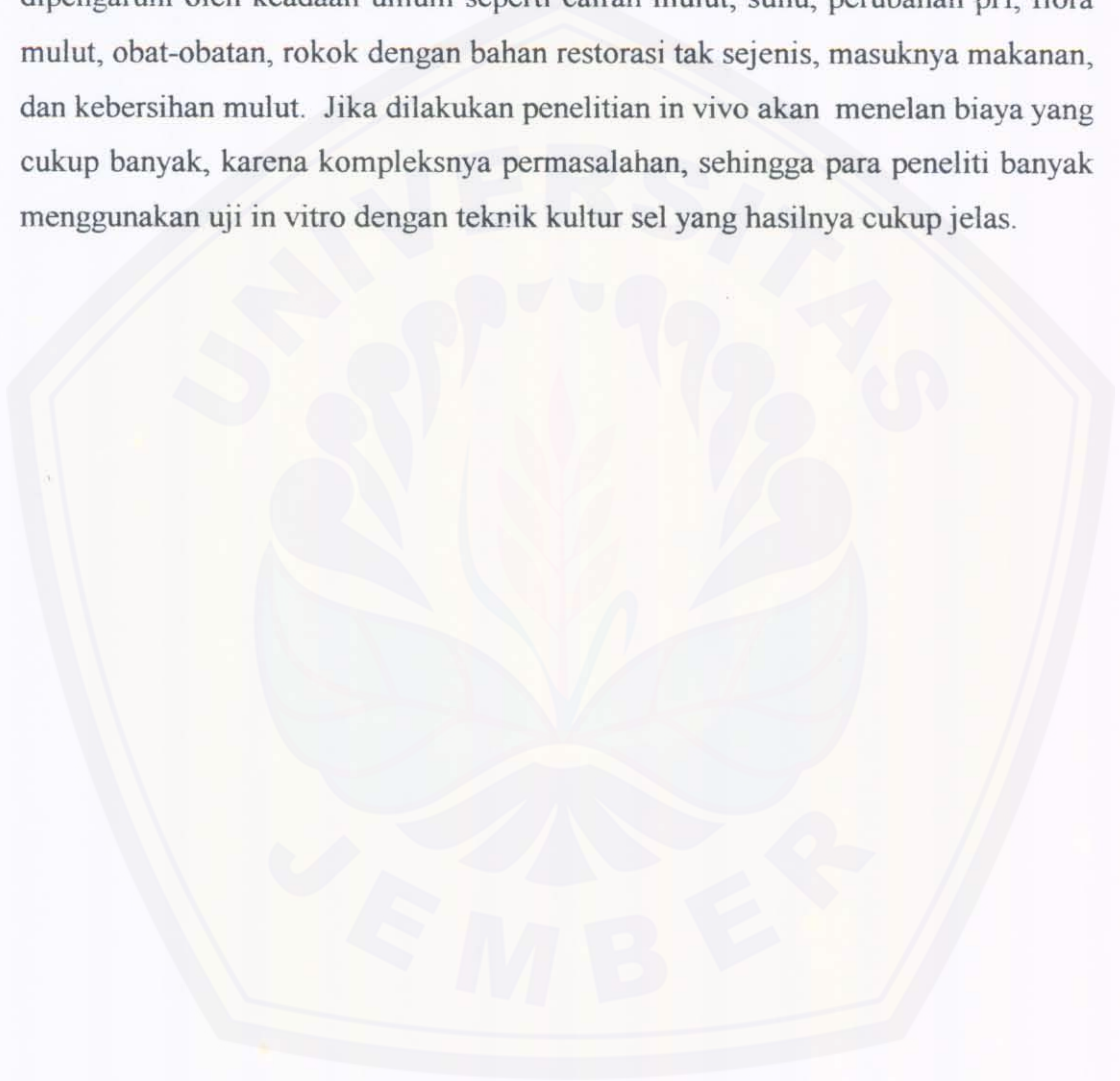 dipengaruhi oleh keadaan umum seperti cairan mulut, suhu, perubahan pH, flora
mulut, obat-obatan, rokok dengan bahan restorasi tak sejenis, masuknya makanan,
dan kebersihan mulut. Jika dilakukan penelitian in vivo akan menelan biaya yang
cukup banyak, karena kompleksnya permasalahan, sehingga para peneliti banyak
menggunakan uji in vitro dengan teknik kultur sel yang hasilnya cukup jelas.
UNIVERSITAS
JEMBER